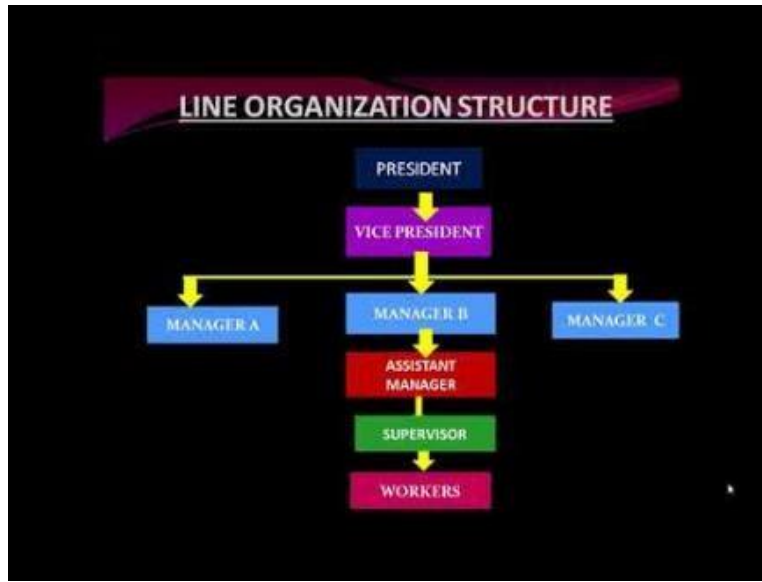 LINE ORGANIZATION STRUCTURE
PRESIDENT
VICE PRESIDENT
MANAGER A
MANAGER B
MANAGER C
ASSISTANT
MANAGER
SUPERVISOR
WORKERS